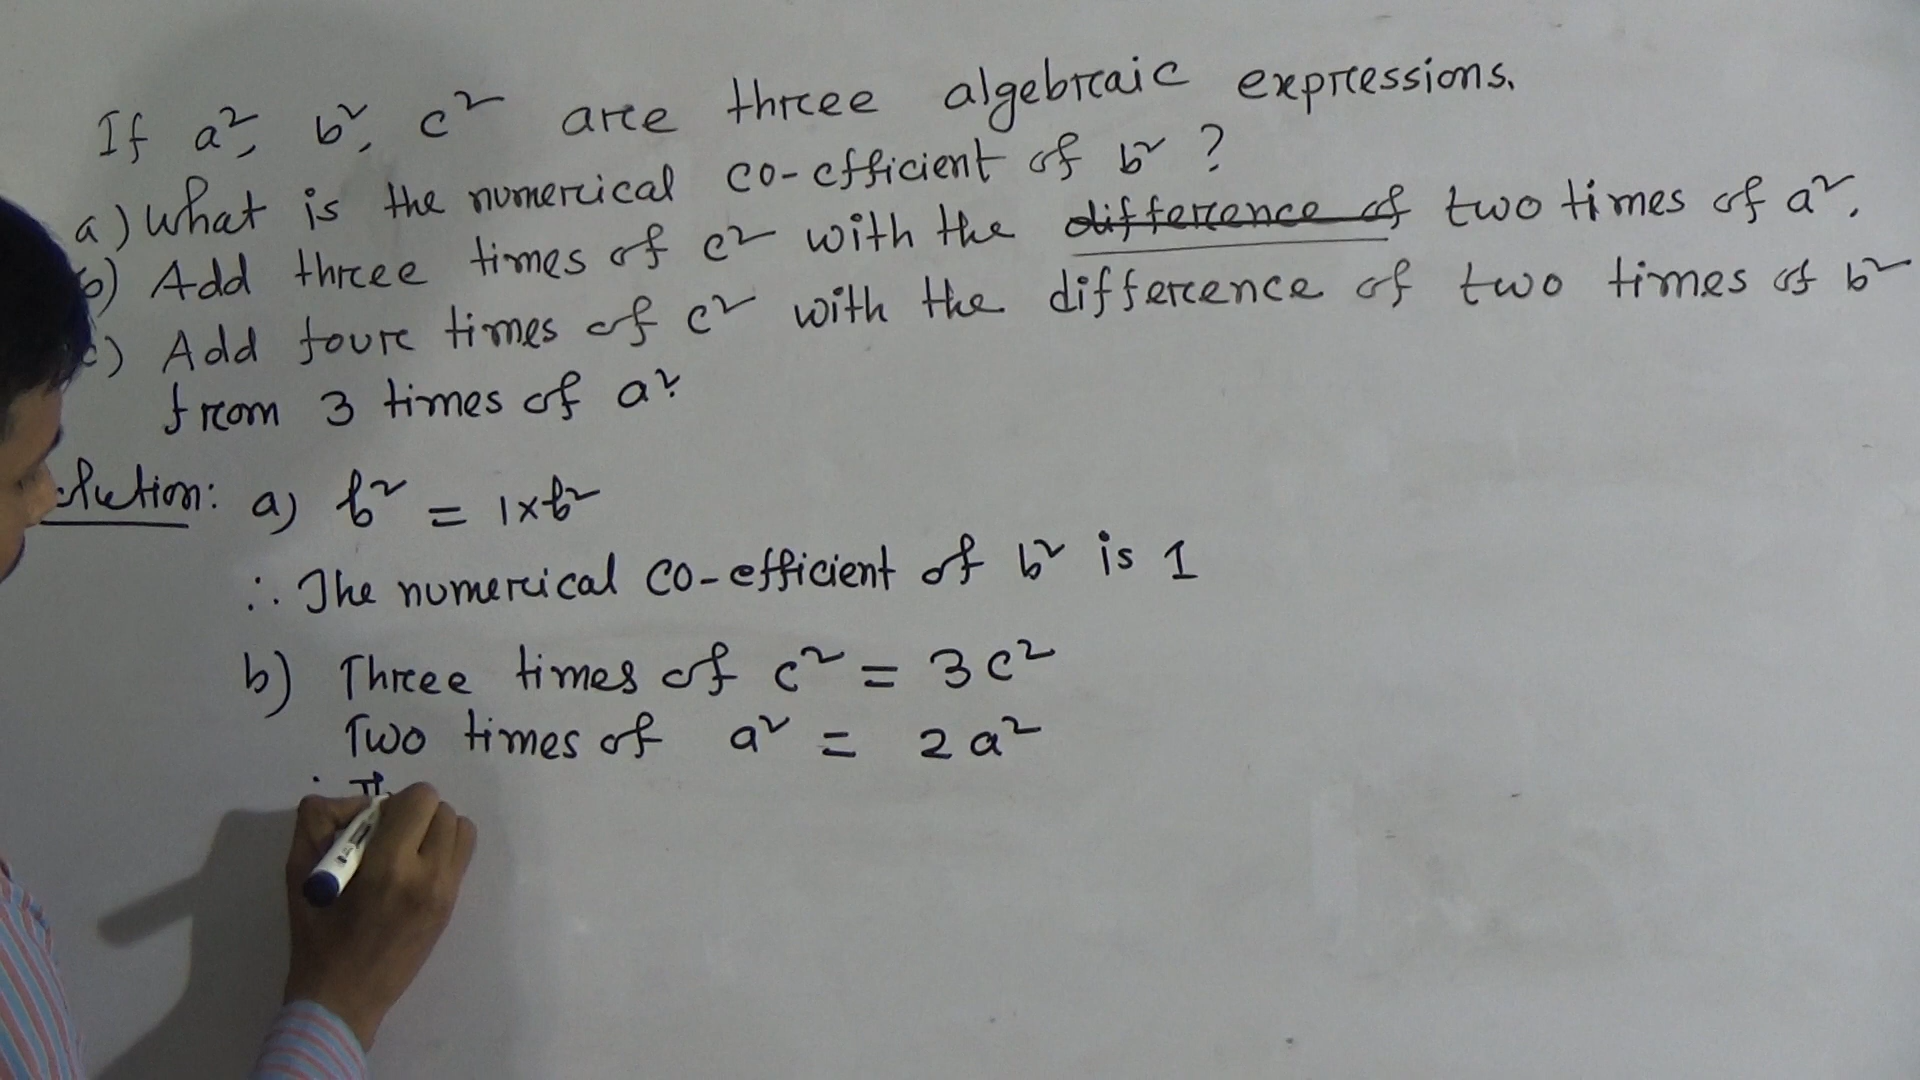 If a², b², c² are three algebraic expressions.
a) What is the numerical co-efficient of b² ?
b) Add three times of c² with the difference of two times of a².
c) Add four times of c² with the difference of two times of b²
from 3 times of a²
lution: a) b² = 1×b²
∴ The numerical co-efficient of b² is 1
b) Three times of c² = 3c²
Two times of a² = 2a²